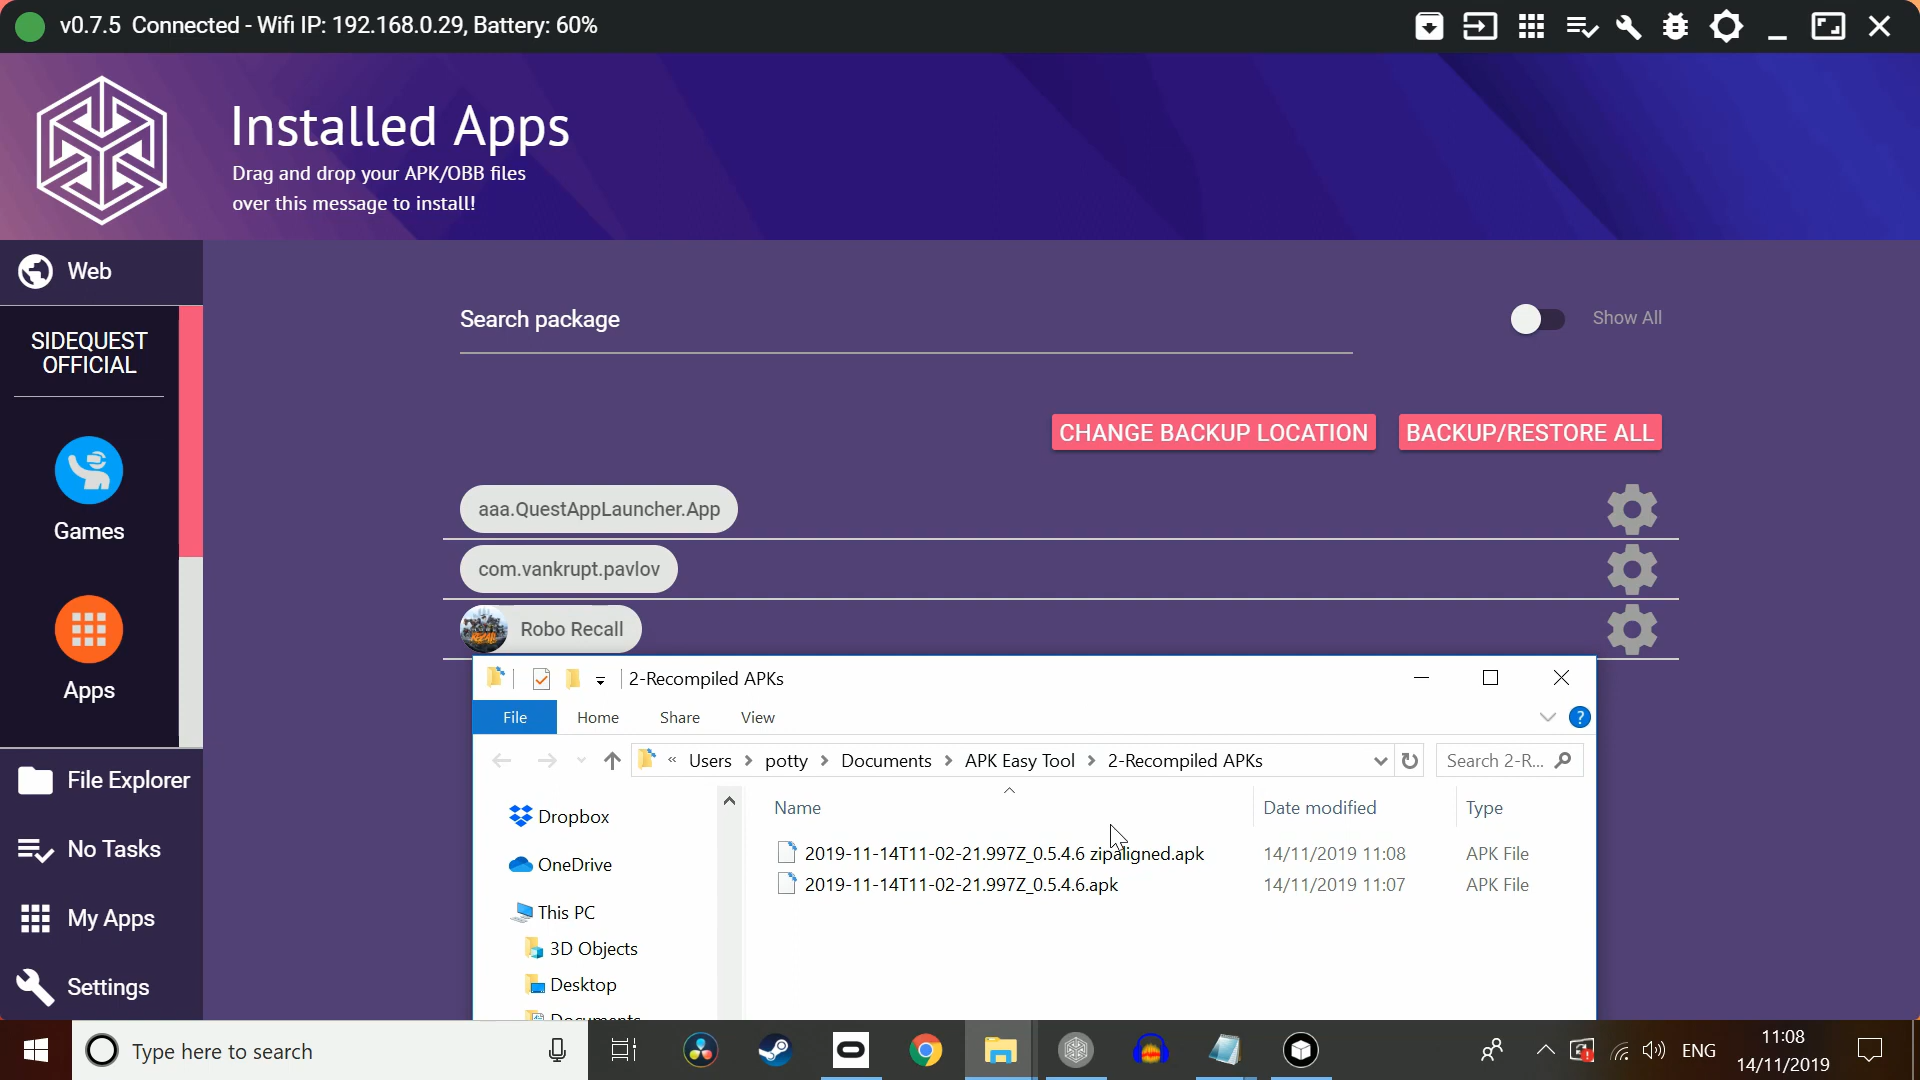 v0.7.5 Connected - Wifi IP: 192.168.0.29, Battery: 60%
Installed Apps
Drag and drop your APK/OBB files
over this message to install!
Web
SIDEQUEST
OFFICIAL
Games
Apps
File Explorer
No Tasks
My Apps
Settings
Search package
Show All
CHANGE BACKUP LOCATION
BACKUP/RESTORE ALL
aaa.QuestAppLauncher.App
com.vankrupt.pavlov
Robo Recall
2-Recompiled APKs
File Home Share View
« Users > potty > Documents > APK Easy Tool > 2-Recompiled APKs
Search 2-R...
Name Date modified Type
2019-11-14T11-02-21.997Z_0.5.4.6 zipaligned.apk 14/11/2019 11:08 APK File
2019-11-14T11-02-21.997Z_0.5.4.6.apk 14/11/2019 11:07 APK File
Dropbox
OneDrive
This PC
3D Objects
Desktop
Documents
Type here to search
ENG
11:08
14/11/2019